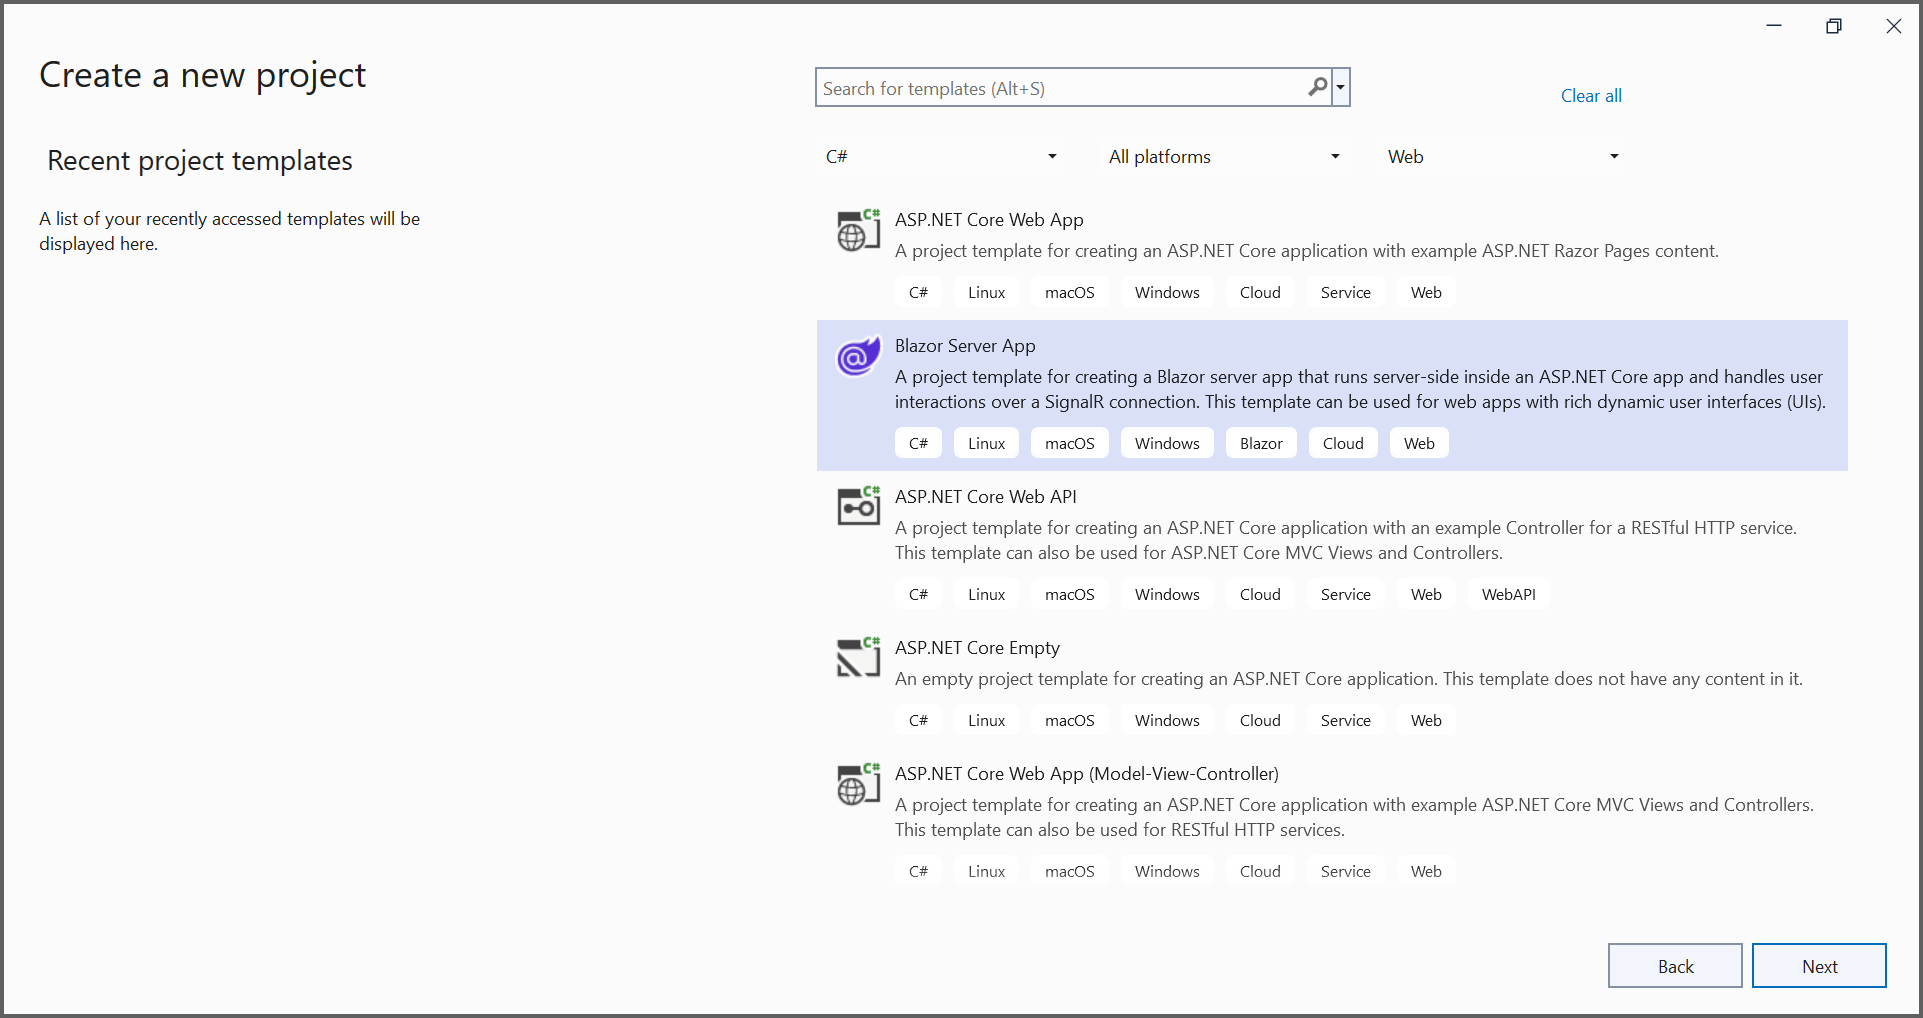 Create a new project
Search for templates (Alt+S)
Clear all
Recent project templates
C#
All platforms
Web
A list of your recently accessed templates will be
displayed here.
C#
ASP.NET Core Web App
A project template for creating an ASP.NET Core application with example ASP.NET Razor Pages content.
C# Linux macOS Windows Cloud Service Web
Blazor Server App
A project template for creating a Blazor server app that runs server-side inside an ASP.NET Core app and handles user
interactions over a SignalR connection. This template can be used for web apps with rich dynamic user interfaces (UIs).
C# Linux macOS Windows Blazor Cloud Web
C#
ASP.NET Core Web API
A project template for creating an ASP.NET Core application with an example Controller for a RESTful HTTP service.
This template can also be used for ASP.NET Core MVC Views and Controllers.
C# Linux macOS Windows Cloud Service Web WebAPI
C#
ASP.NET Core Empty
An empty project template for creating an ASP.NET Core application. This template does not have any content in it.
C# Linux macOS Windows Cloud Service Web
C#
ASP.NET Core Web App (Model-View-Controller)
A project template for creating an ASP.NET Core application with example ASP.NET Core MVC Views and Controllers.
This template can also be used for RESTful HTTP services.
C# Linux macOS Windows Cloud Service Web
Back
Next